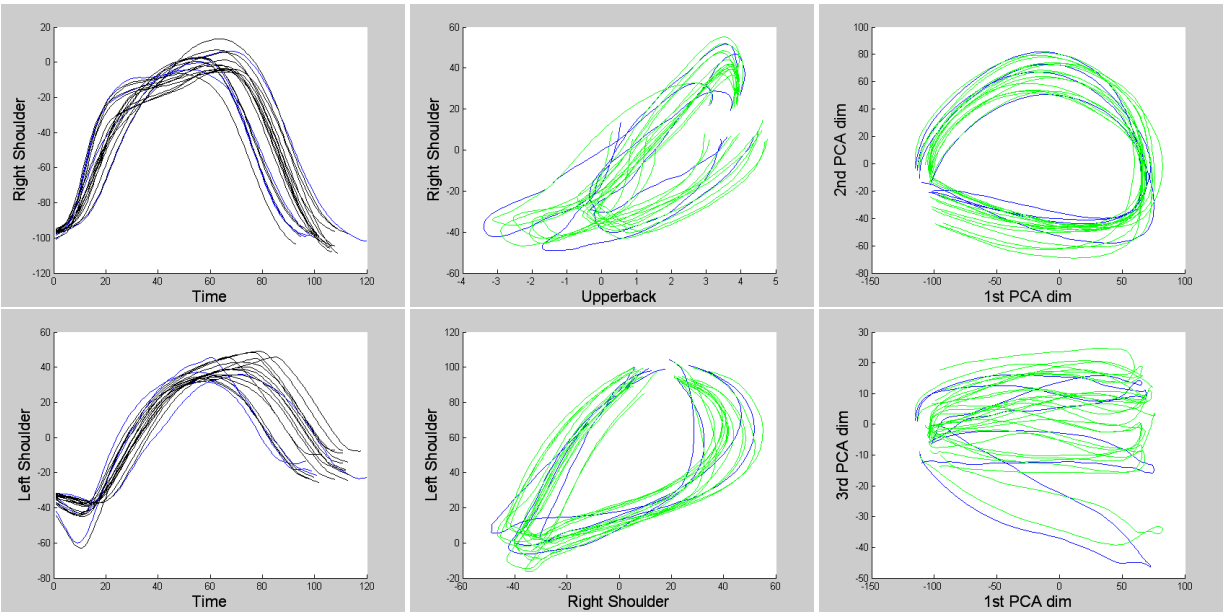 20
0
-20
-40
-60
-80
-100
-120
0 20 40 60 80 100 120
Right Shoulder
Time
60
40
20
0
-20
-40
-60
-4 -3 -2 -1 0 1 2 3 4 5
Right Shoulder
Upperback
100
80
60
40
20
0
-20
-40
-60
-80
-150 -100 -50 0 50 100
2nd PCA dim
1st PCA dim
60
40
20
0
-20
-40
-60
-80
0 20 40 60 80 100 120
Left Shoulder
Time
120
100
80
60
40
20
0
-20
-60 -40 -20 0 20 40 60
Left Shoulder
Right Shoulder
30
20
10
0
-10
-20
-30
-40
-50
-150 -100 -50 0 50 100
3rd PCA dim
1st PCA dim